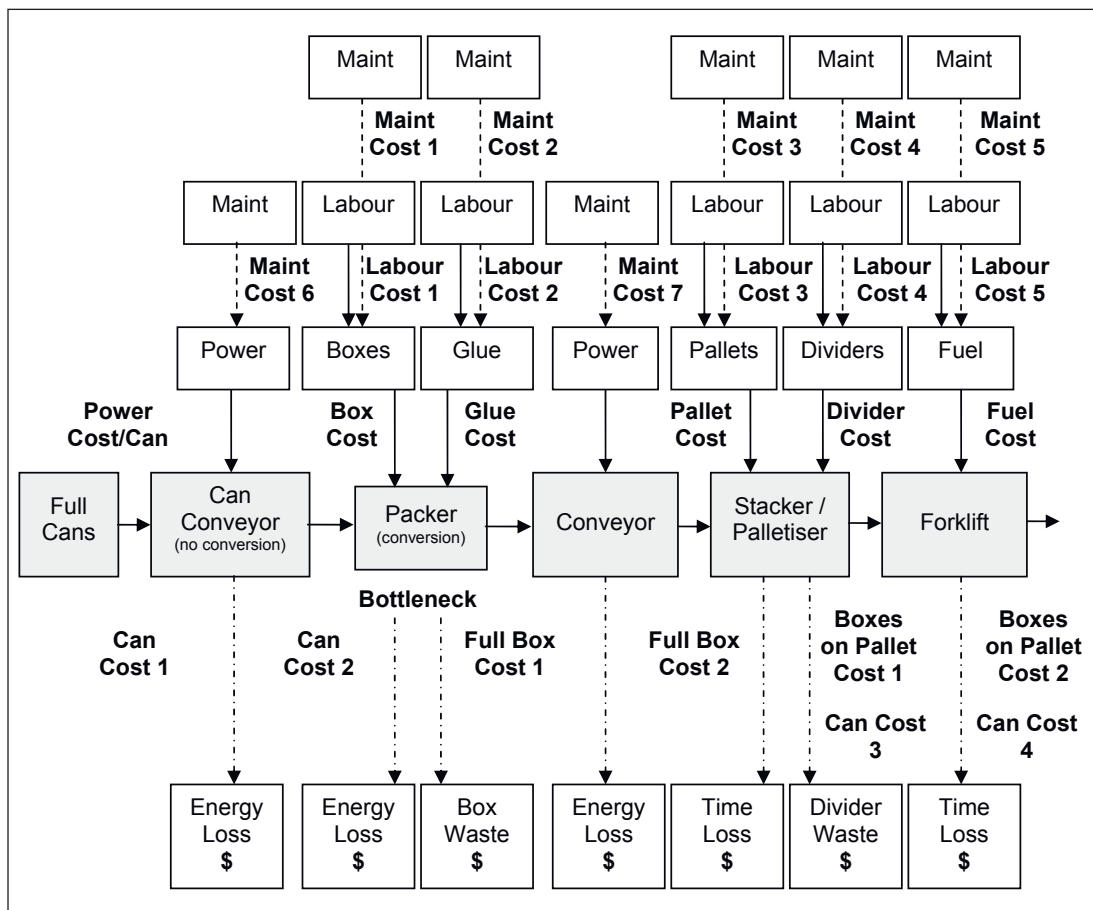 Maint
Maint
Maint
Maint
Maint
Maint
Cost 1
Maint
Cost 2
Maint
Cost 3
Maint
Cost 4
Maint
Cost 5
Maint
Labour
Labour
Maint
Labour
Labour
Labour
Maint
Cost 6
Labour
Cost 1
Labour
Cost 2
Maint
Cost 7
Labour
Cost 3
Labour
Cost 4
Labour
Cost 5
Power
Boxes
Glue
Power
Pallets
Dividers
Fuel
Power
Cost/Can
Box
Cost
Glue
Cost
Pallet
Cost
Divider
Cost
Fuel
Cost
Full
Cans
Can
Conveyor
(no conversion)
Packer
(conversion)
Conveyor
Stacker /
Palletiser
Forklift
Bottleneck
Can
Cost 1
Can
Cost 2
Full Box
Cost 1
Full Box
Cost 2
Boxes
on Pallet
Cost 1
Boxes
on Pallet
Cost 2
Can Cost
3
Can Cost
4
Energy
Loss
$
Energy
Loss
$
Box
Waste
$
Energy
Loss
$
Time
Loss
$
Divider
Waste
$
Time
Loss
$